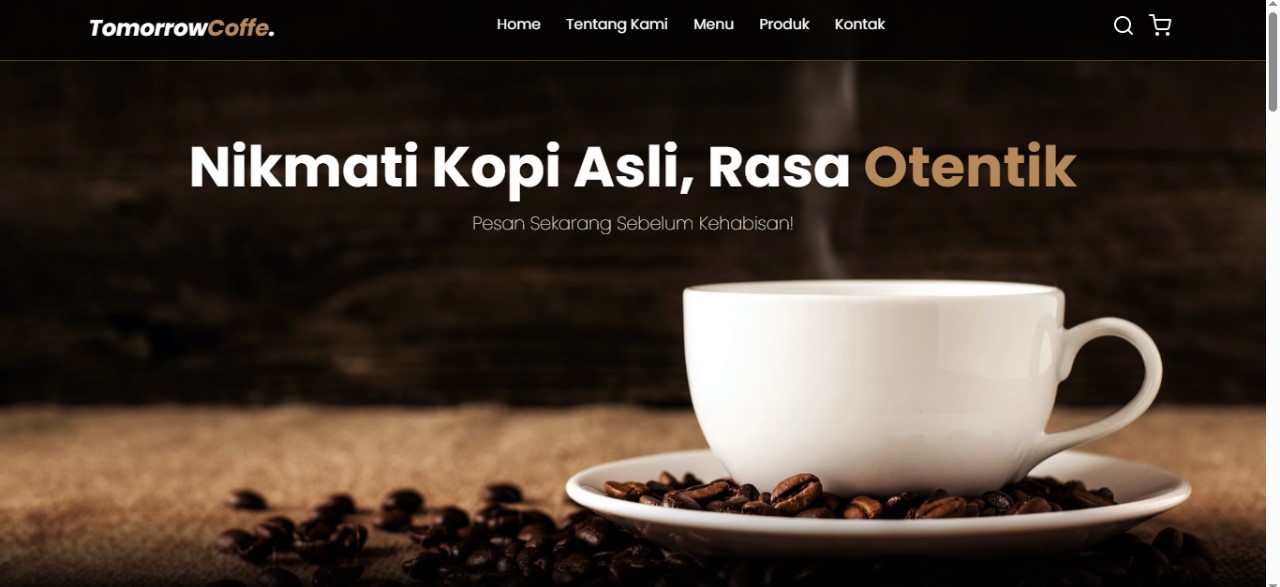 TomorrowCoffe.
Home Tentang Kami Menu Produk Kontak
Nikmati Kopi Asli, Rasa Otentik
Pesan Sekarang Sebelum Kehabisan!